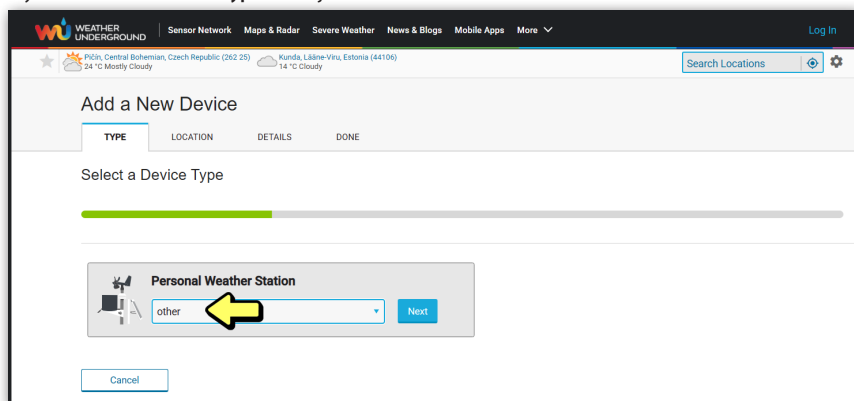 WEATHER
UNDERGROUND
Sensor Network Maps & Radar Severe Weather News & Blogs Mobile Apps More Log In
Pičín, Central Bohemian, Czech Republic (262 25)
24 °C Mostly Cloudy
Kunda, Lääne-Viru, Estonia (44106)
14 °C Cloudy
Search Locations
Add a New Device
TYPE LOCATION DETAILS DONE
Select a Device Type
Personal Weather Station
other
Next
Cancel